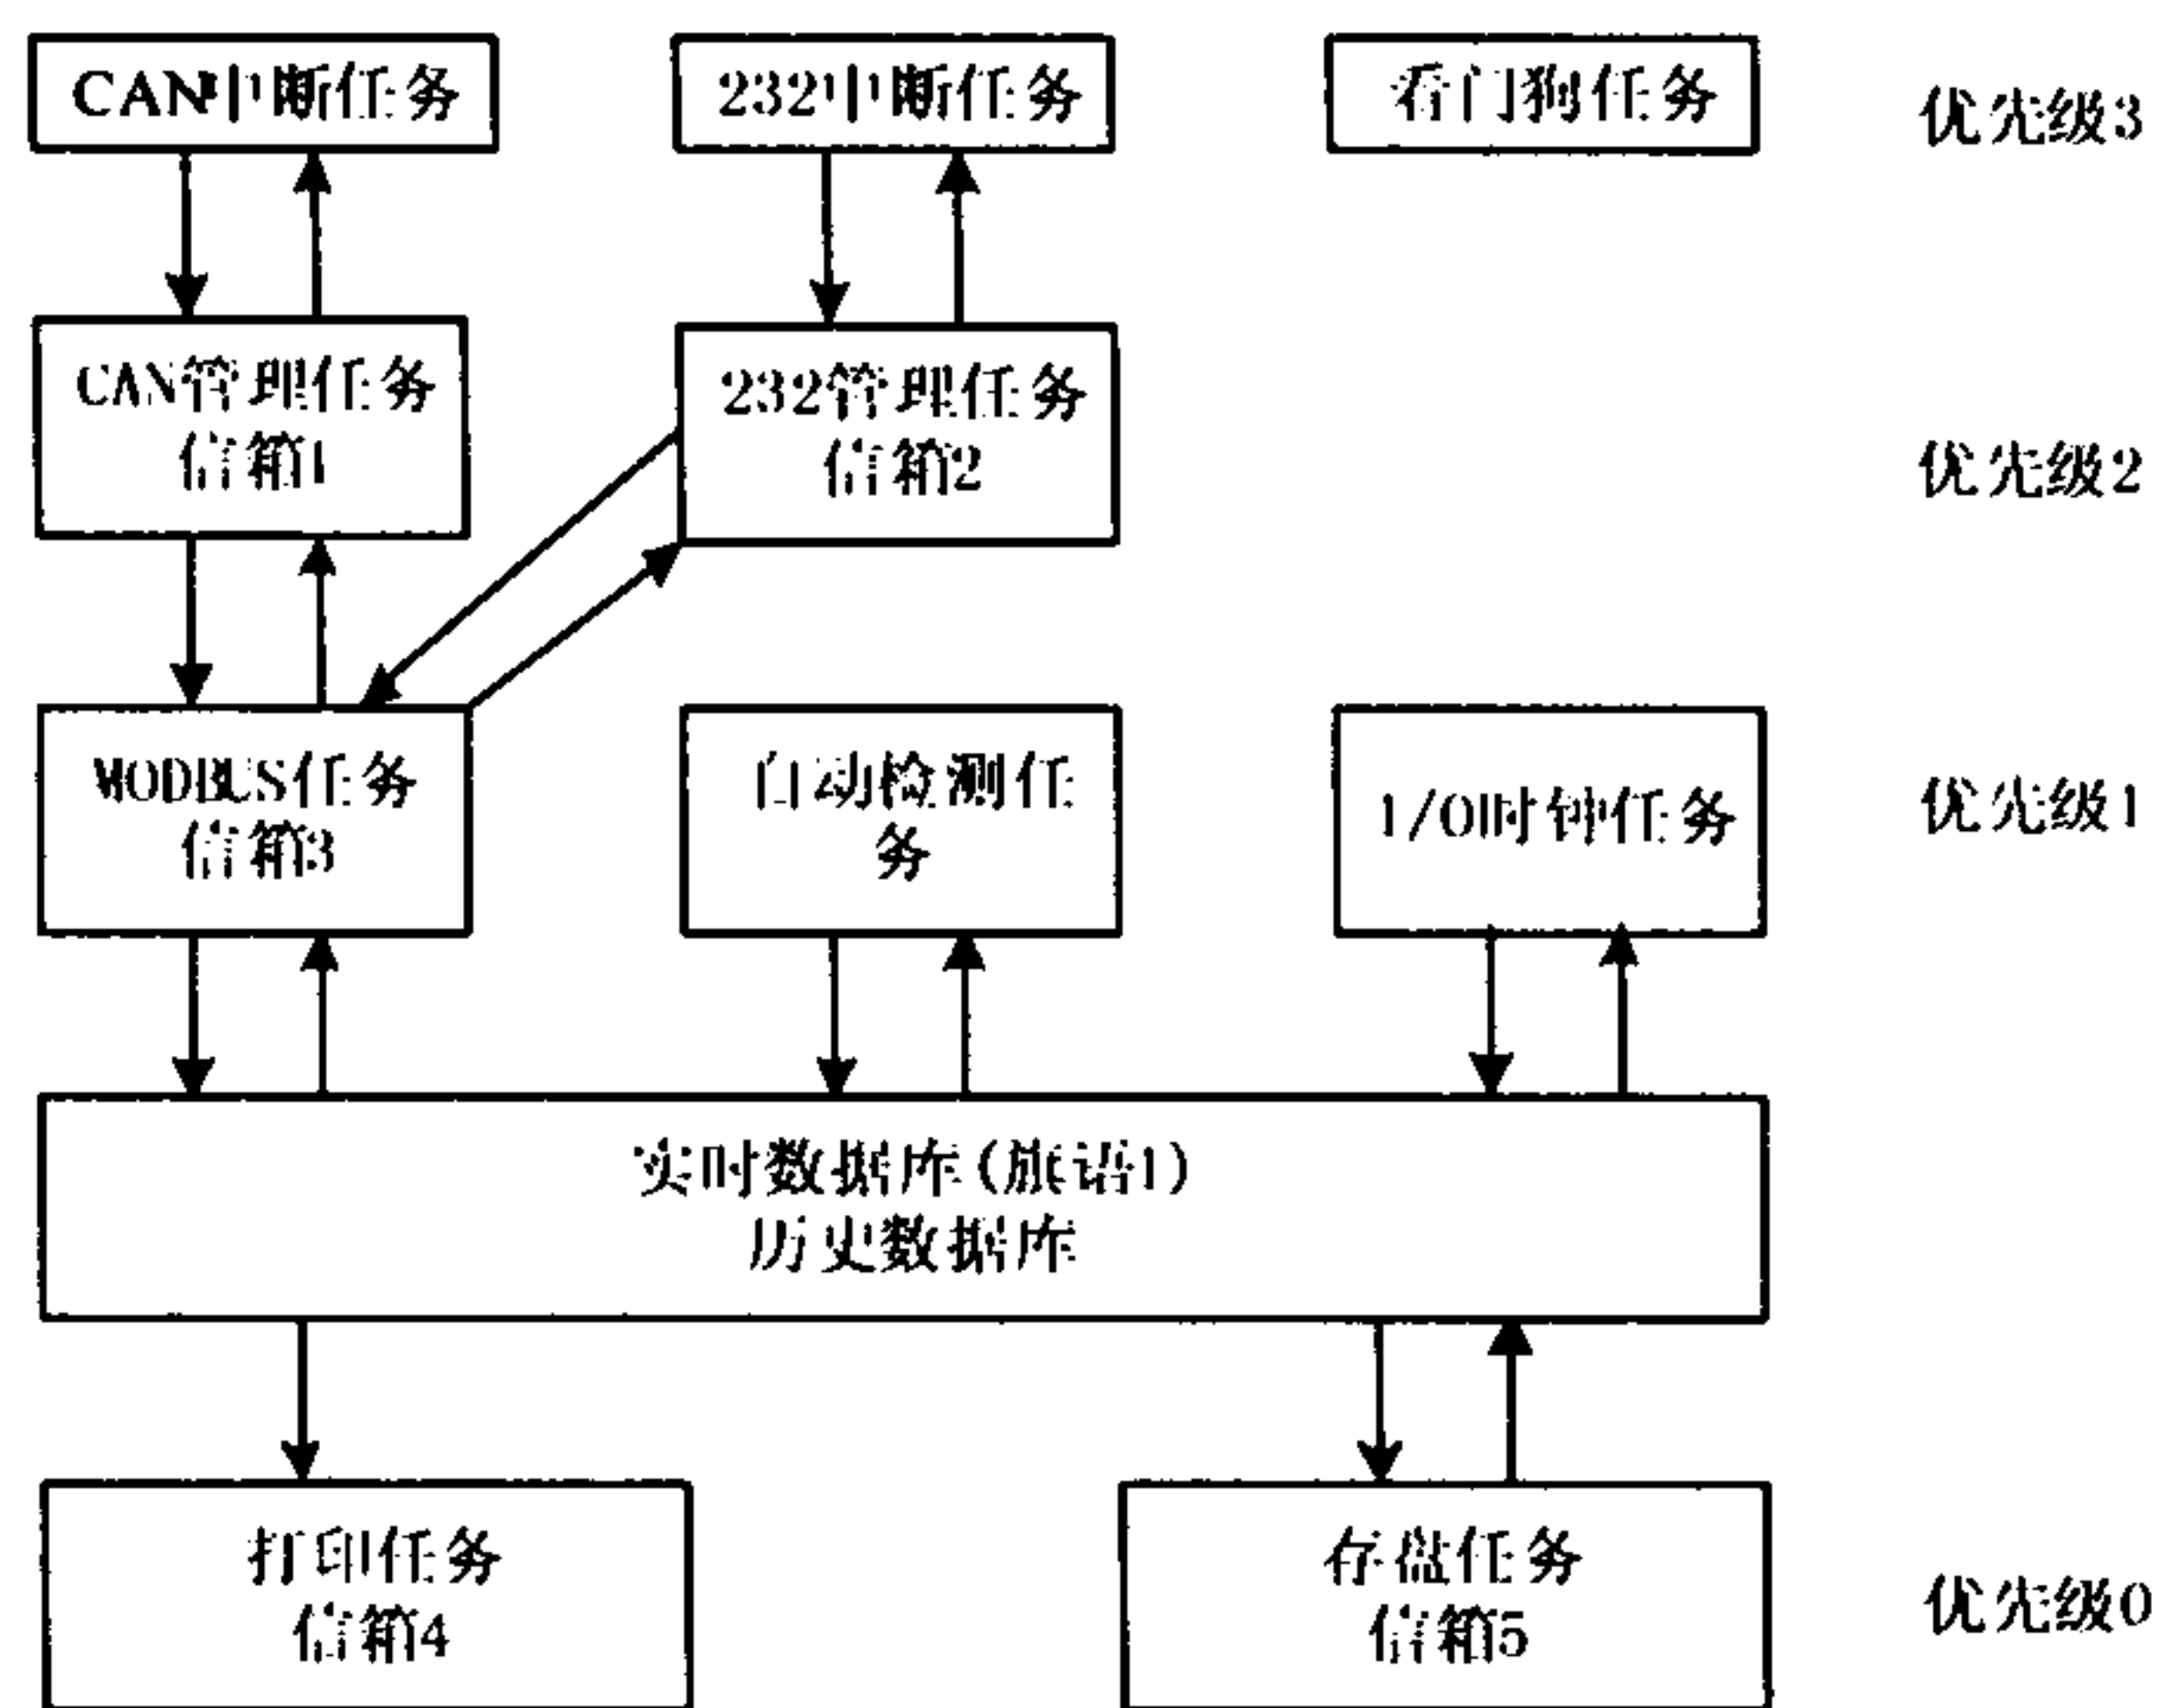 CAN中断任务
232中断任务
看门狗任务
优先级3
CAN管理任务
信箱1
232管理任务
信箱2
优先级2
MODBUS任务
信箱3
自动检测任
务
I/O时钟任务
优先级1
实时数据库(旗语1)
历史数据库
打印任务
信箱4
存盘任务
信箱5
优先级0